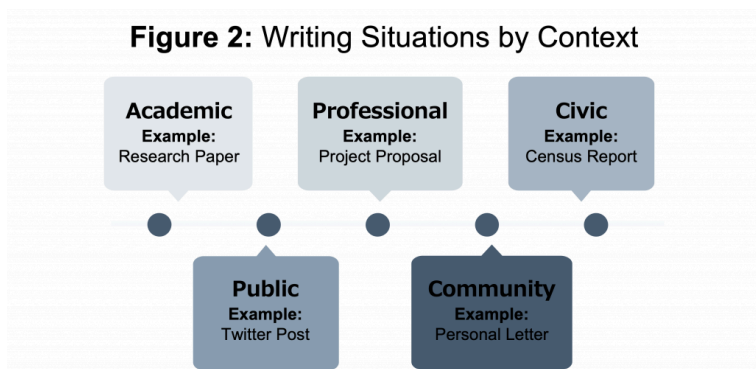 Figure 2: Writing Situations by Context
Academic
Example:
Research Paper
Professional
Example:
Project Proposal
Civic
Example:
Census Report
Public
Example:
Twitter Post
Community
Example:
Personal Letter